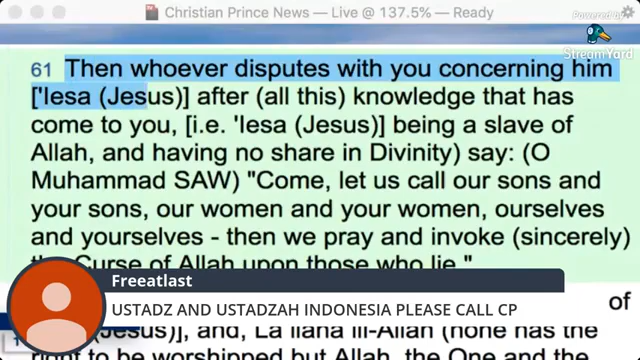 Christian Prince News — Live @ 137.5% — Ready
Powered by
StreamYard
61 Then whoever disputes with you concerning him
['Iesa (Jesus)] after (all this) knowledge that has
come to you, [i.e. 'Iesa (Jesus)] being a slave of
Allah, and having no share in Divinity) say: (O
Muhammad SAW) "Come, let us call our sons and
your sons, our women and your women, ourselves
and yourselves - then we pray and invoke (sincerely)
the Curse of Allah upon those who lie."
Freeatlast
USTADZ AND USTADZAH INDONESIA PLEASE CALL CP
of
(Jesus)], and, La ilaha ill-Allah (none has the
right to be worshipped but Allah, the One and the